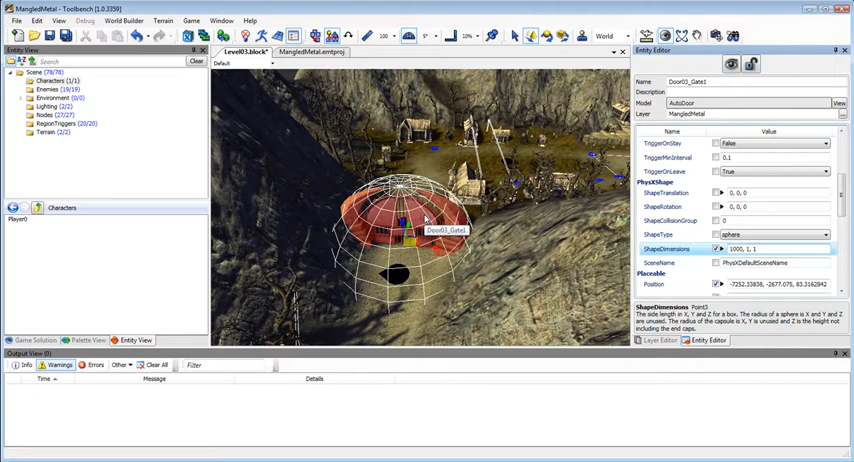 MangledMetal - Toolbench [1.0.3359]
File Edit View Debug World Builder Terrain Game Window Help
100 5° 10% World
Entity View
Clear
Scene (78/78)
Characters (1/1)
Enemies (19/19)
Environment (0/0)
Lighting (2/2)
Nodes (27/27)
RegionTriggers (20/20)
Terrain (2/2)
Characters
Player0
Game Solution Palette View Entity View
Level03.block* MangledMetal.emtproj
Default
Door03_Gate1
Entity Editor
Name Door03_Gate1
Description
Model AutoDoor View
Layer MangledMetal ...
Name Value
TriggerOnStay False
TriggerMinInterval 0.1
TriggerOnLeave True
PhysXShape
ShapeTranslation 0, 0, 0
ShapeRotation 0, 0, 0
ShapeCollisionGroup 0
ShapeType sphere
ShapeDimensions 1000, 1, 1
SceneName PhysXDefaultSceneName
Placeable
Position -7252.33838, -2677.075, 83.3162842
ShapeDimensions Point3
The side length in X, Y and Z for a box. The radius of a sphere is X and Y and Z
are unused. The radius of the capsule is X, Y is unused and Z is the height not
including the end caps.
Layer Editor Entity Editor
Output View (0)
Info Warnings Errors Other Clear All Filter
Time Message Details